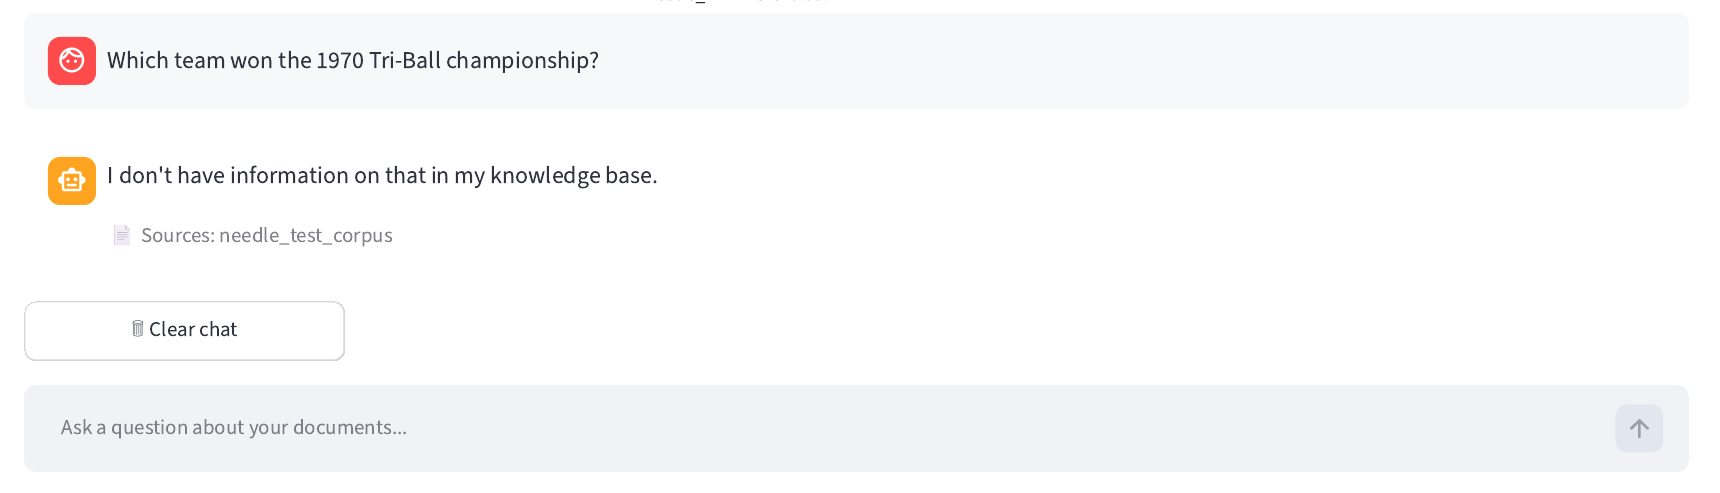 Which team won the 1970 Tri-Ball championship?
I don't have information on that in my knowledge base.
Sources: needle_test_corpus
Clear chat
Ask a question about your documents...